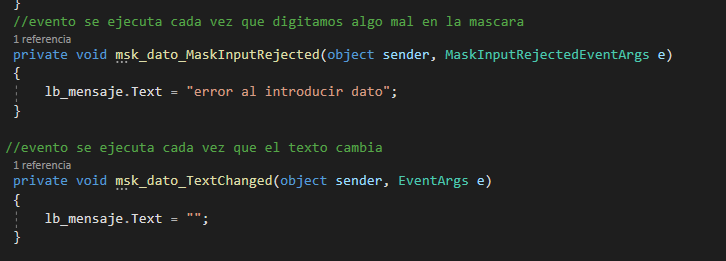 }
//evento se ejecuta cada vez que digitamos algo mal en la mascara
1 referencia
private void msk_dato_MaskInputRejected(object sender, MaskInputRejectedEventArgs e)
{
lb_mensaje.Text = "error al introducir dato";
}
//evento se ejecuta cada vez que el texto cambia
1 referencia
private void msk_dato_TextChanged(object sender, EventArgs e)
{
lb_mensaje.Text = "";
}